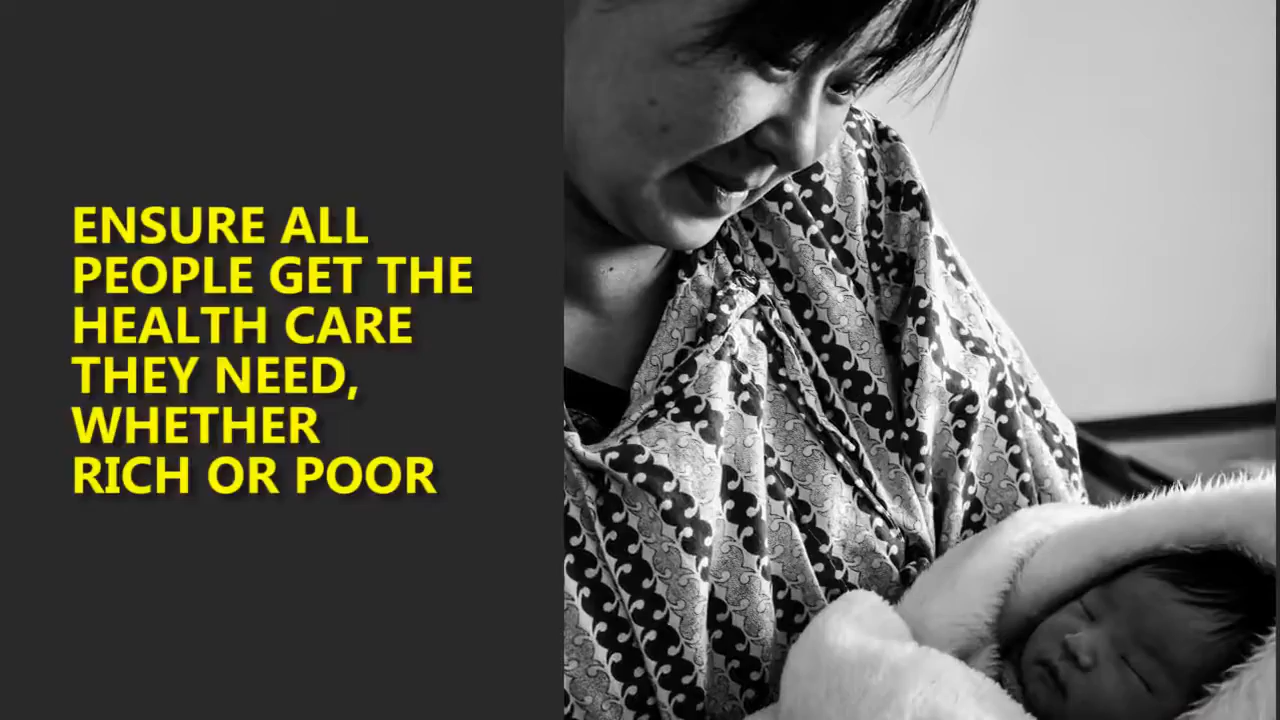 ENSURE ALL
PEOPLE GET THE
HEALTH CARE
THEY NEED,
WHETHER
RICH OR POOR